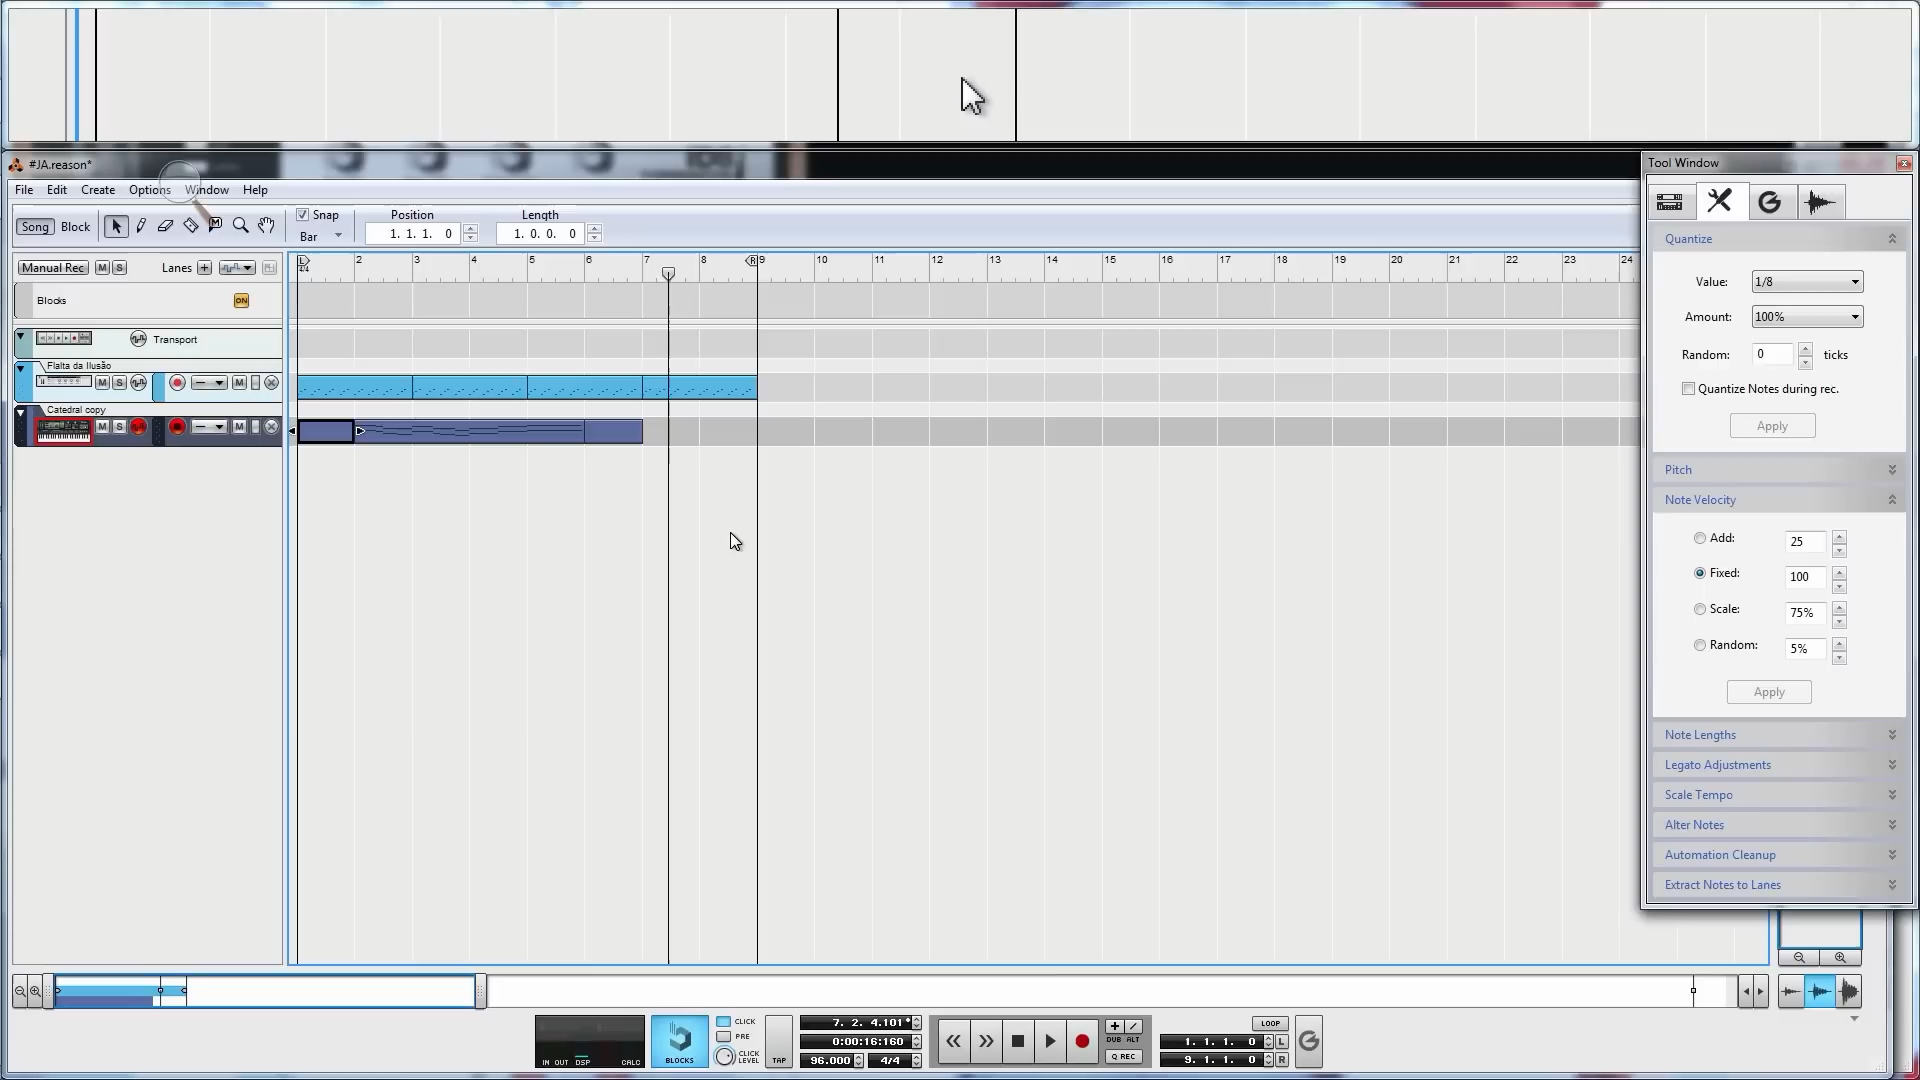 #JA.reason*
Tool Window
File Edit Create Options Window Help
Song Block
Snap
Bar
Position
1. 1. 1. 0
Length
1. 0. 0. 0
Manual Rec M S Lanes
L 2 3 4 5 6 7 8 R 9 10 11 12 13 14 15 16 17 18 19 20 21 22 23 24
4/4
Blocks ON
Transport
Flalta da Ilusão
M S M
Catedral copy
M S M
Quantize
Value: 1/8
Amount: 100%
Random: 0 ticks
Quantize Notes during rec.
Apply
Pitch
Note Velocity
Add: 25
Fixed: 100
Scale: 75%
Random: 5%
Apply
Note Lengths
Legato Adjustments
Scale Tempo
Alter Notes
Automation Cleanup
Extract Notes to Lanes
IN OUT DSP CALC
BLOCKS
CLICK
PRE
CLICK LEVEL
TAP
7. 2. 4.101*
0:00:16:160
96.000 4/4
DUB ALT
Q REC
LOOP
1. 1. 1. 0 L
9. 1. 1. 0 R